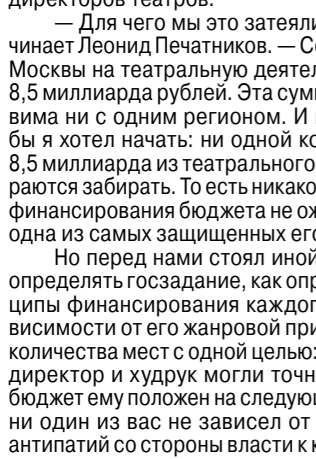 директоров театров.
— Для чего мы это затеяли
чинает Леонид Печатников. — Се
Москвы на театральную деятел
8,5 миллиарда рублей. Эта сумм
вима ни с одним регионом. И
бы я хотел начать: ни одной ко
8,5 миллиарда из театрального
раются забирать. То есть никако
финансирования бюджета не ож
одна из самых защищенных его
Но перед нами стоял иной
определять госзадание, как опр
ципы финансирования каждог
висимости от его жанровой при
количества мест с одной целью:
директор и худрук могли точн
бюджет ему положен на следующ
ни один из вас не зависел от
антипатий со стороны власти к к